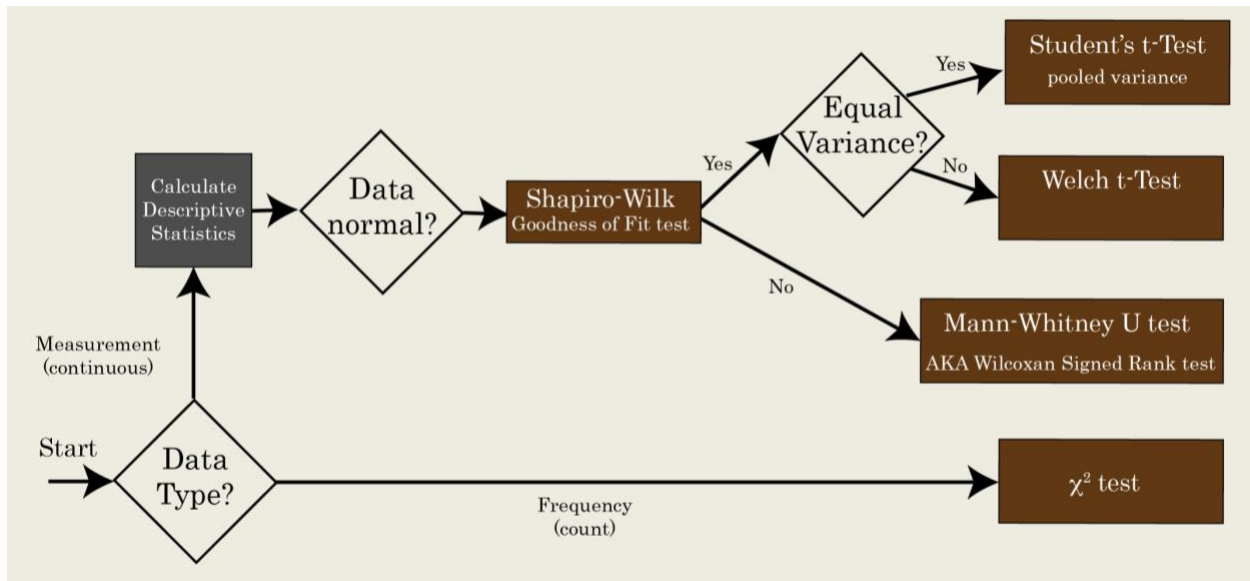 Start
Data
Type?
Measurement
(continuous)
Calculate
Descriptive
Statistics
Data
normal?
Shapiro-Wilk
Goodness of Fit test
Yes
Equal
Variance?
Yes
Student's t-Test
pooled variance
No
Welch t-Test
No
Mann-Whitney U test
AKA Wilcoxan Signed Rank test
Frequency
(count)
χ² test